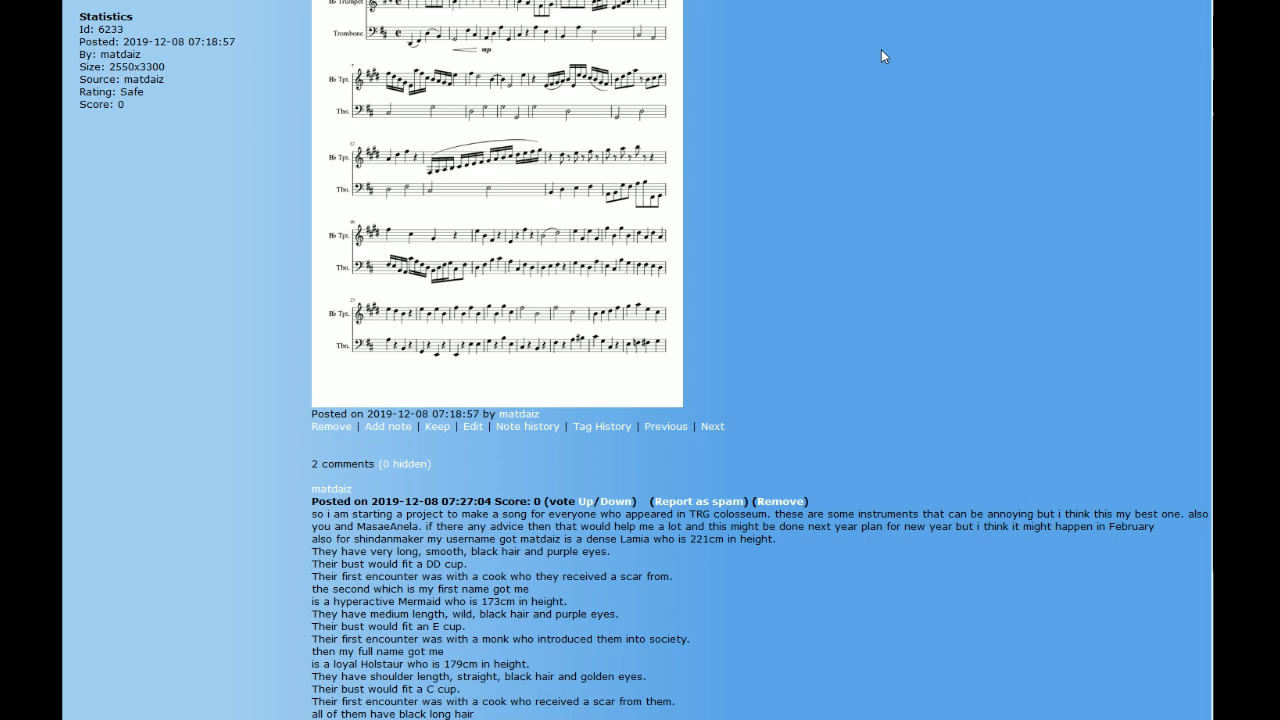 Statistics
Id: 6233
Posted: 2019-12-08 07:18:57
By: matdaiz
Size: 2550x3300
Source: matdaiz
Rating: Safe
Score: 0
Bb Trumpet
Trombone
mp
7
Bb Tpt.
Tbn.
12
Bb Tpt.
Tbn.
Bb Tpt.
Tbn.
23
Bb Tpt.
Tbn.
Posted on 2019-12-08 07:18:57 by matdaiz
Remove | Add note | Keep | Edit | Note history | Tag History | Previous | Next
2 comments (0 hidden)
matdaiz
Posted on 2019-12-08 07:27:04 Score: 0 (vote Up/Down) (Report as spam) (Remove)
so i am starting a project to make a song for everyone who appeared in TRG colosseum. these are some instruments that can be annoying but i think this my best one. also
you and MasaeAnela. if there any advice then that would help me a lot and this might be done next year plan for new year but i think it might happen in February
also for shindanmaker my username got matdaiz is a dense Lamia who is 221cm in height.
They have very long, smooth, black hair and purple eyes.
Their bust would fit a DD cup.
Their first encounter was with a cook who they received a scar from.
the second which is my first name got me
is a hyperactive Mermaid who is 173cm in height.
They have medium length, wild, black hair and purple eyes.
Their bust would fit an E cup.
Their first encounter was with a monk who introduced them into society.
then my full name got me
is a loyal Holstaur who is 179cm in height.
They have shoulder length, straight, black hair and golden eyes.
Their bust would fit a C cup.
Their first encounter was with a cook who received a scar from them.
all of them have black long hair